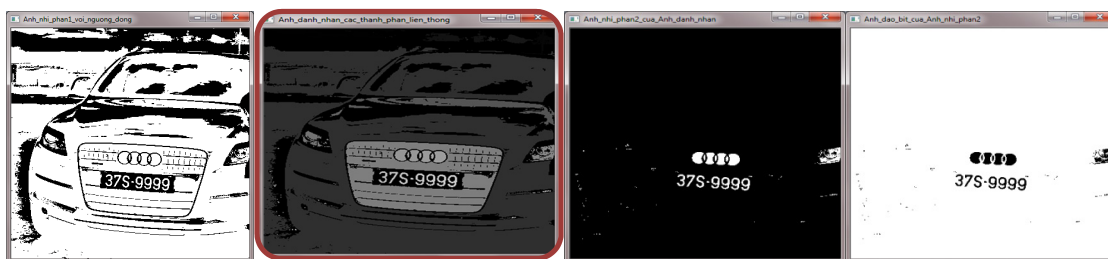 Anh_nhi_phan1_voi_nguong_dong
Anh_danh_nhan_cac_thanh_phan_lien_thong
Anh_nhi_phan2_cua_Anh_danh_nhan
Anh_dao_bit_cua_Anh_nhi_phan2
37S-9999
37S-9999
37S-9999
37S-9999